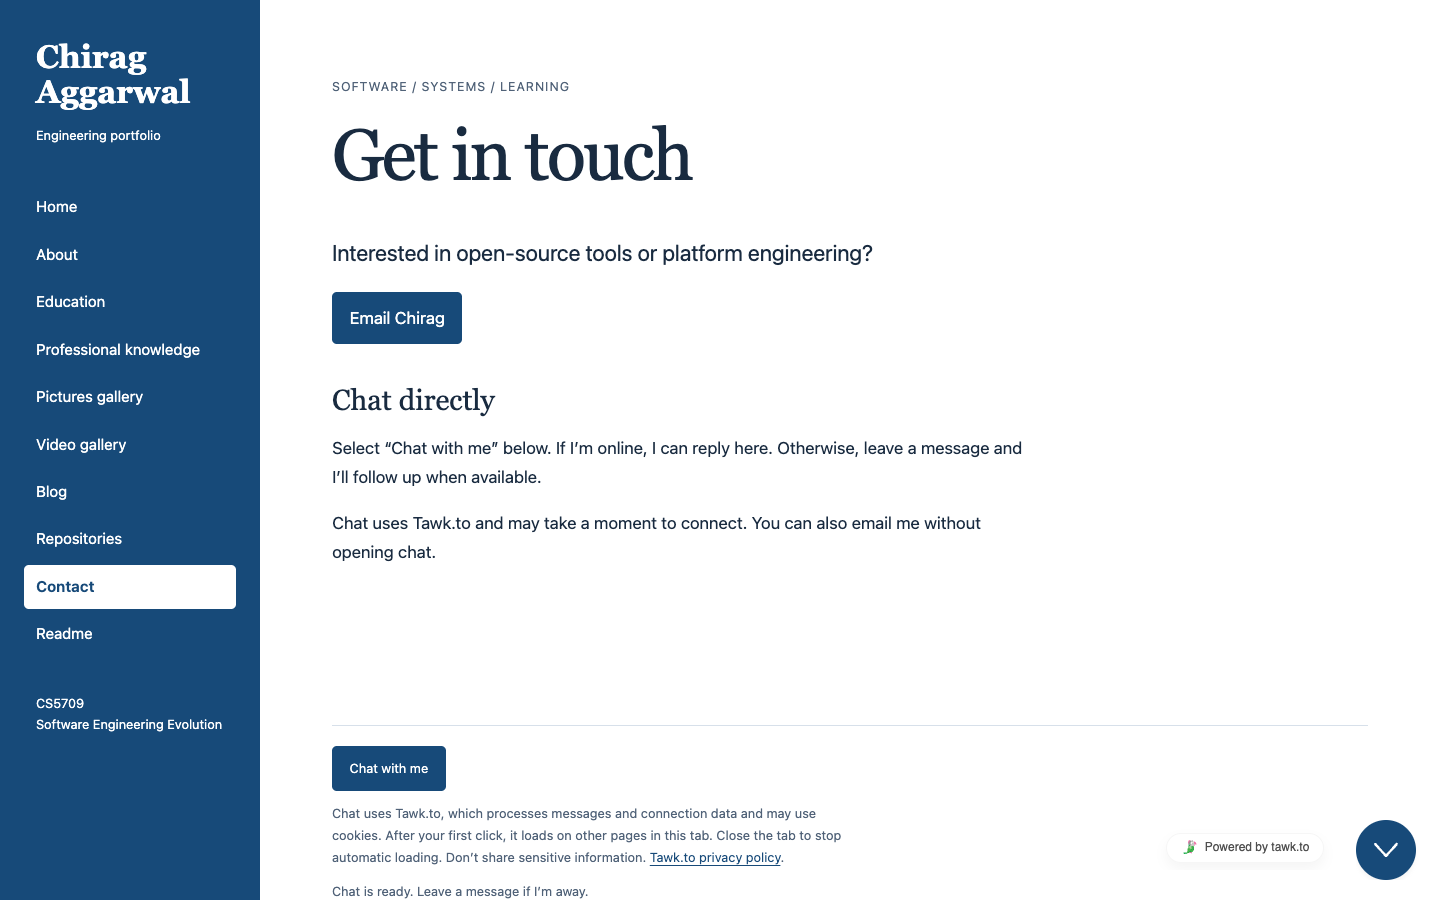 Chirag
Aggarwal
Engineering portfolio
Home
About
Education
Professional knowledge
Pictures gallery
Video gallery
Blog
Repositories
Contact
Readme
CS5709
Software Engineering Evolution
SOFTWARE / SYSTEMS / LEARNING
Get in touch
Interested in open-source tools or platform engineering?
Email Chirag
Chat directly
Select “Chat with me” below. If I’m online, I can reply here. Otherwise, leave a message and
I’ll follow up when available.
Chat uses Tawk.to and may take a moment to connect. You can also email me without
opening chat.
Chat with me
Chat uses Tawk.to, which processes messages and connection data and may use
cookies. After your first click, it loads on other pages in this tab. Close the tab to stop
automatic loading. Don’t share sensitive information. Tawk.to privacy policy.
Chat is ready. Leave a message if I’m away.
Powered by tawk.to